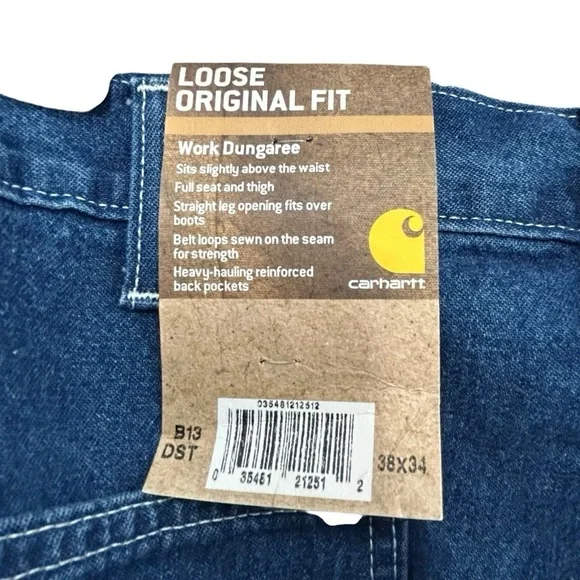 LOOSE
ORIGINAL FIT
Work Dungaree
Sits slightly above the waist
Full seat and thigh
Straight leg opening fits over
boots
Belt loops sewn on the seam
for strength
Heavy-hauling reinforced
back pockets
carhartt
035481212512
B13
DST
38X34
0 35481 21251 2